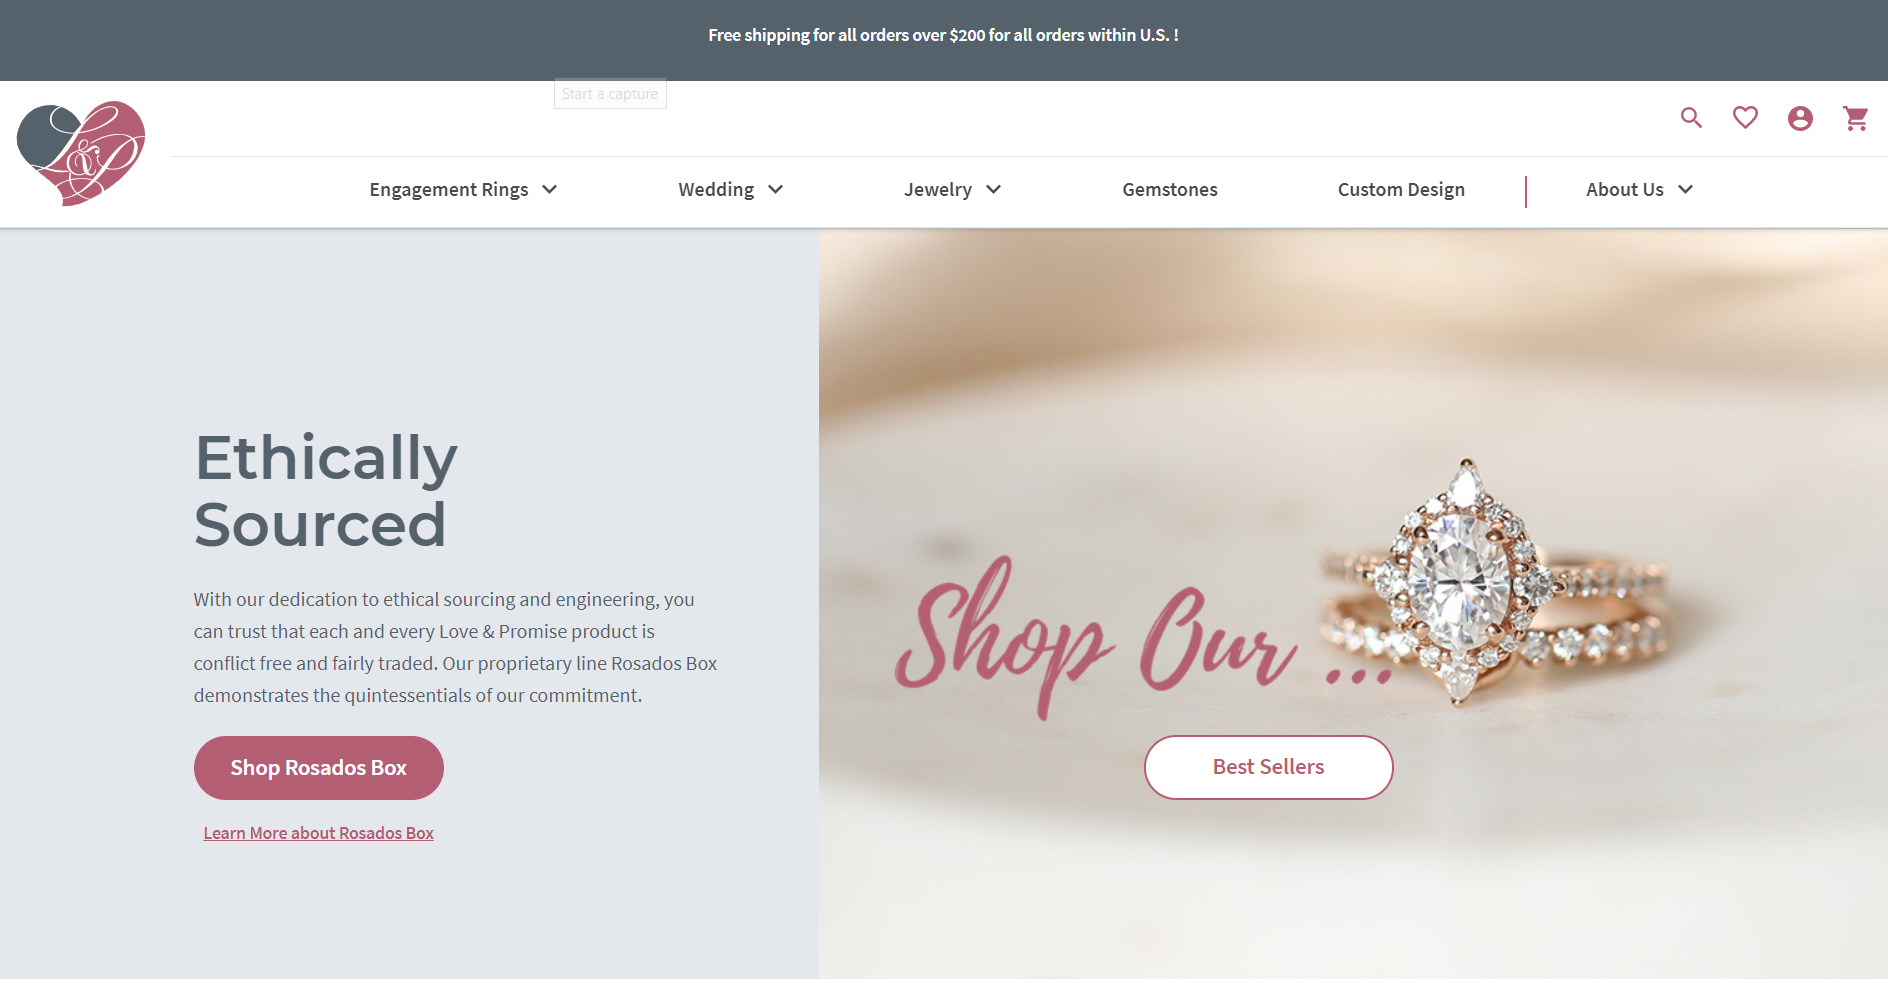 Free shipping for all orders over $200 for all orders within U.S. !
Start a capture
L&P
Engagement Rings
Wedding
Jewelry
Gemstones
Custom Design
About Us
Ethically
Sourced
With our dedication to ethical sourcing and engineering, you
can trust that each and every Love & Promise product is
conflict free and fairly traded. Our proprietary line Rosados Box
demonstrates the quintessentials of our commitment.
Shop Rosados Box
Learn More about Rosados Box
Shop Our ...
Best Sellers